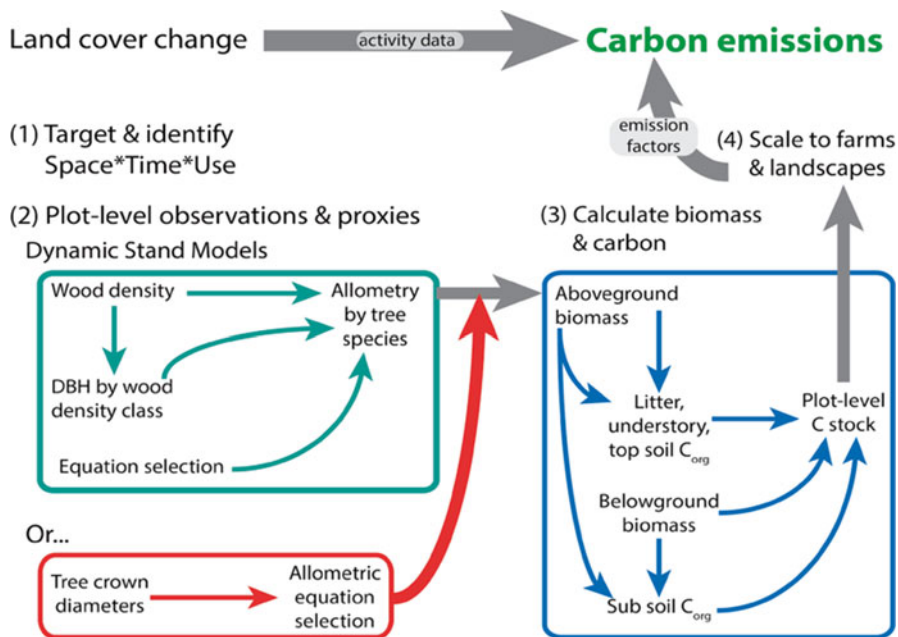 Land cover change
activity data
Carbon emissions
emission
factors
(1) Target & identify
Space*Time*Use
(4) Scale to farms
& landscapes
(2) Plot-level observations & proxies
Dynamic Stand Models
Wood density
Allometry
by tree
species
DBH by wood
density class
Equation selection
Or...
Tree crown
diameters
Allometric
equation
selection
(3) Calculate biomass
& carbon
Aboveground
biomass
Litter,
understory,
top soil Corg
Plot-level
C stock
Belowground
biomass
Sub soil Corg